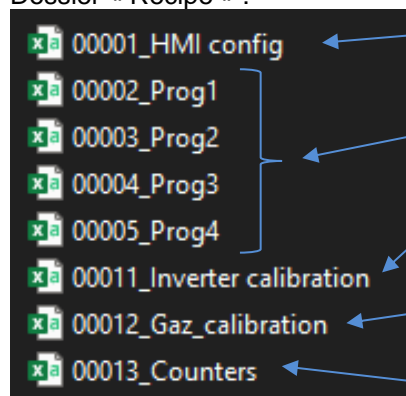 Dossier « Recipe » :
00001_HMI config
00002_Prog1
00003_Prog2
00004_Prog3
00005_Prog4
00011_Inverter calibration
00012_Gaz_calibration
00013_Counters